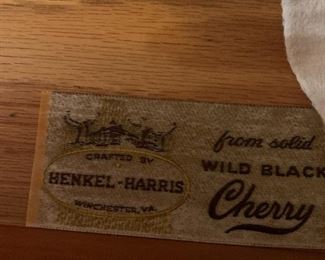 CRAFTED BY
HENKEL-HARRIS
WINCHESTER, VA.
from solid
WILD BLACK
Cherry